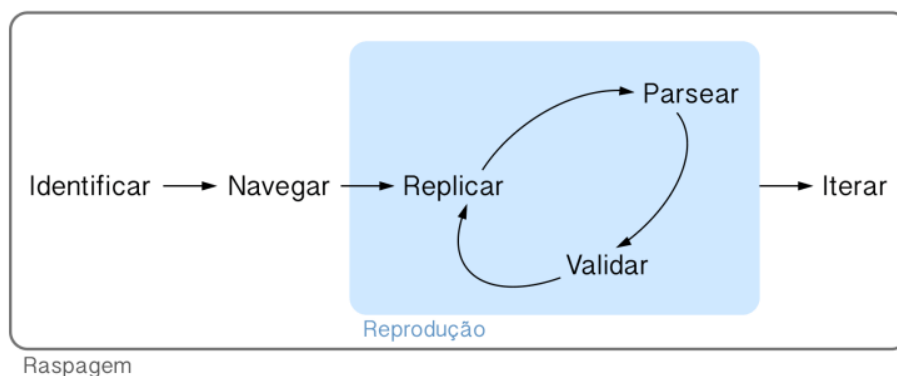 Parsear
Identificar
Navegar
Replicar
Iterar
Validar
Reprodução
Raspagem